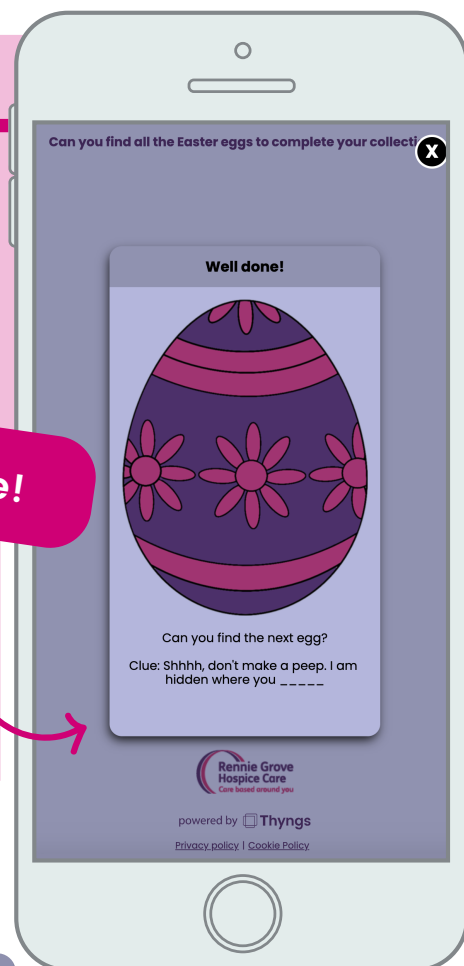 Can you find all the Easter eggs to complete your collecti
X
Well done!
e!
Can you find the next egg?
Clue: Shhhh, don't make a peep. I am
hidden where you _____
Rennie Grove
Hospice Care
Care based around you
powered by Thyngs
Privacy policy | Cookie Policy